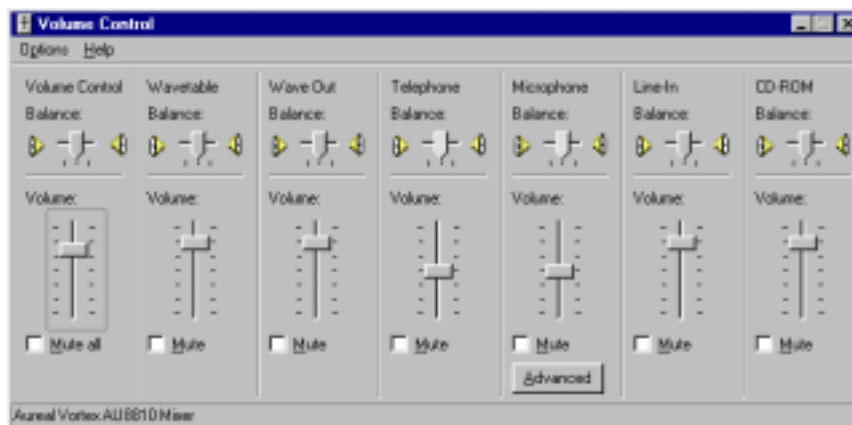 Volume Control
Options Help
Volume Control Wavetable Wave Out Telephone Microphone Line-In CD-ROM
Balance: Balance: Balance: Balance: Balance: Balance: Balance:
Volume: Volume: Volume: Volume: Volume: Volume: Volume:
Mute all Mute Mute Mute Mute Mute Mute
Advanced
Aureal Vortex AU8810 Mixer